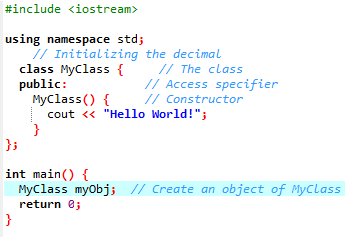 #include <iostream>
using namespace std;
// Initializing the decimal
class MyClass {     // The class
public:           // Access specifier
MyClass() {     // Constructor
cout << "Hello World!";
}
};
int main() {
MyClass myObj;  // Create an object of MyClass
return 0;
}